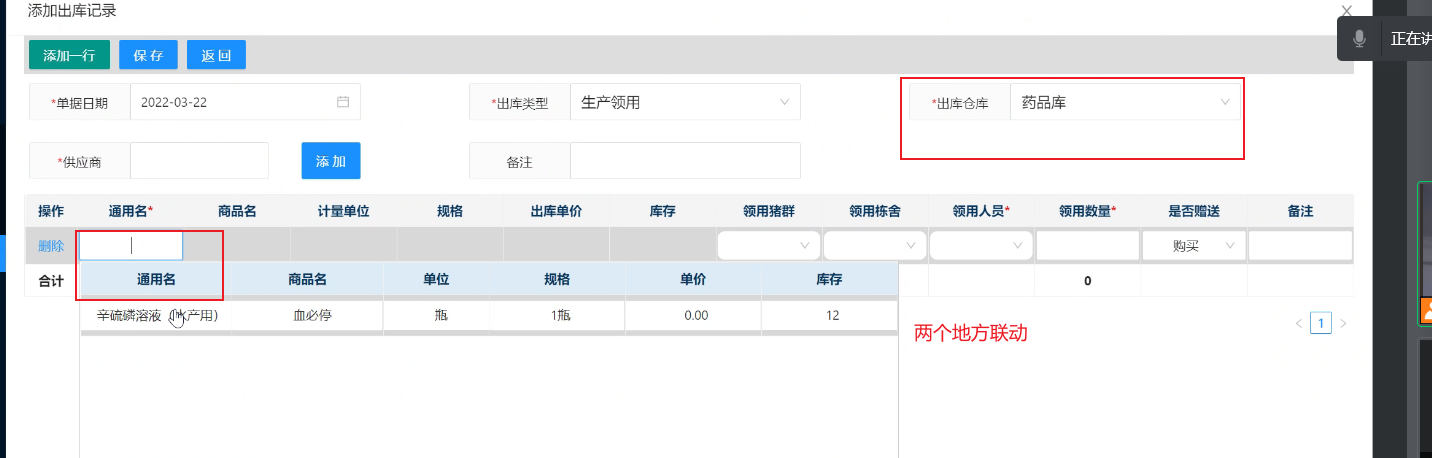 添加出库记录
正在讲
添加一行 保存 返回
*单据日期 2022-03-22 *出库类型 生产领用 *出库仓库 药品库
*供应商 添加 备注
操作 通用名* 商品名 计量单位 规格 出库单价 库存 领用猪群 领用栋舍 领用人员* 领用数量* 是否赠送 备注
删除 购买
合计 0
通用名 商品名 单位 规格 单价 库存
辛硫磷溶液（水产用） 血必停 瓶 1瓶 0.00 12
两个地方联动
< 1 >